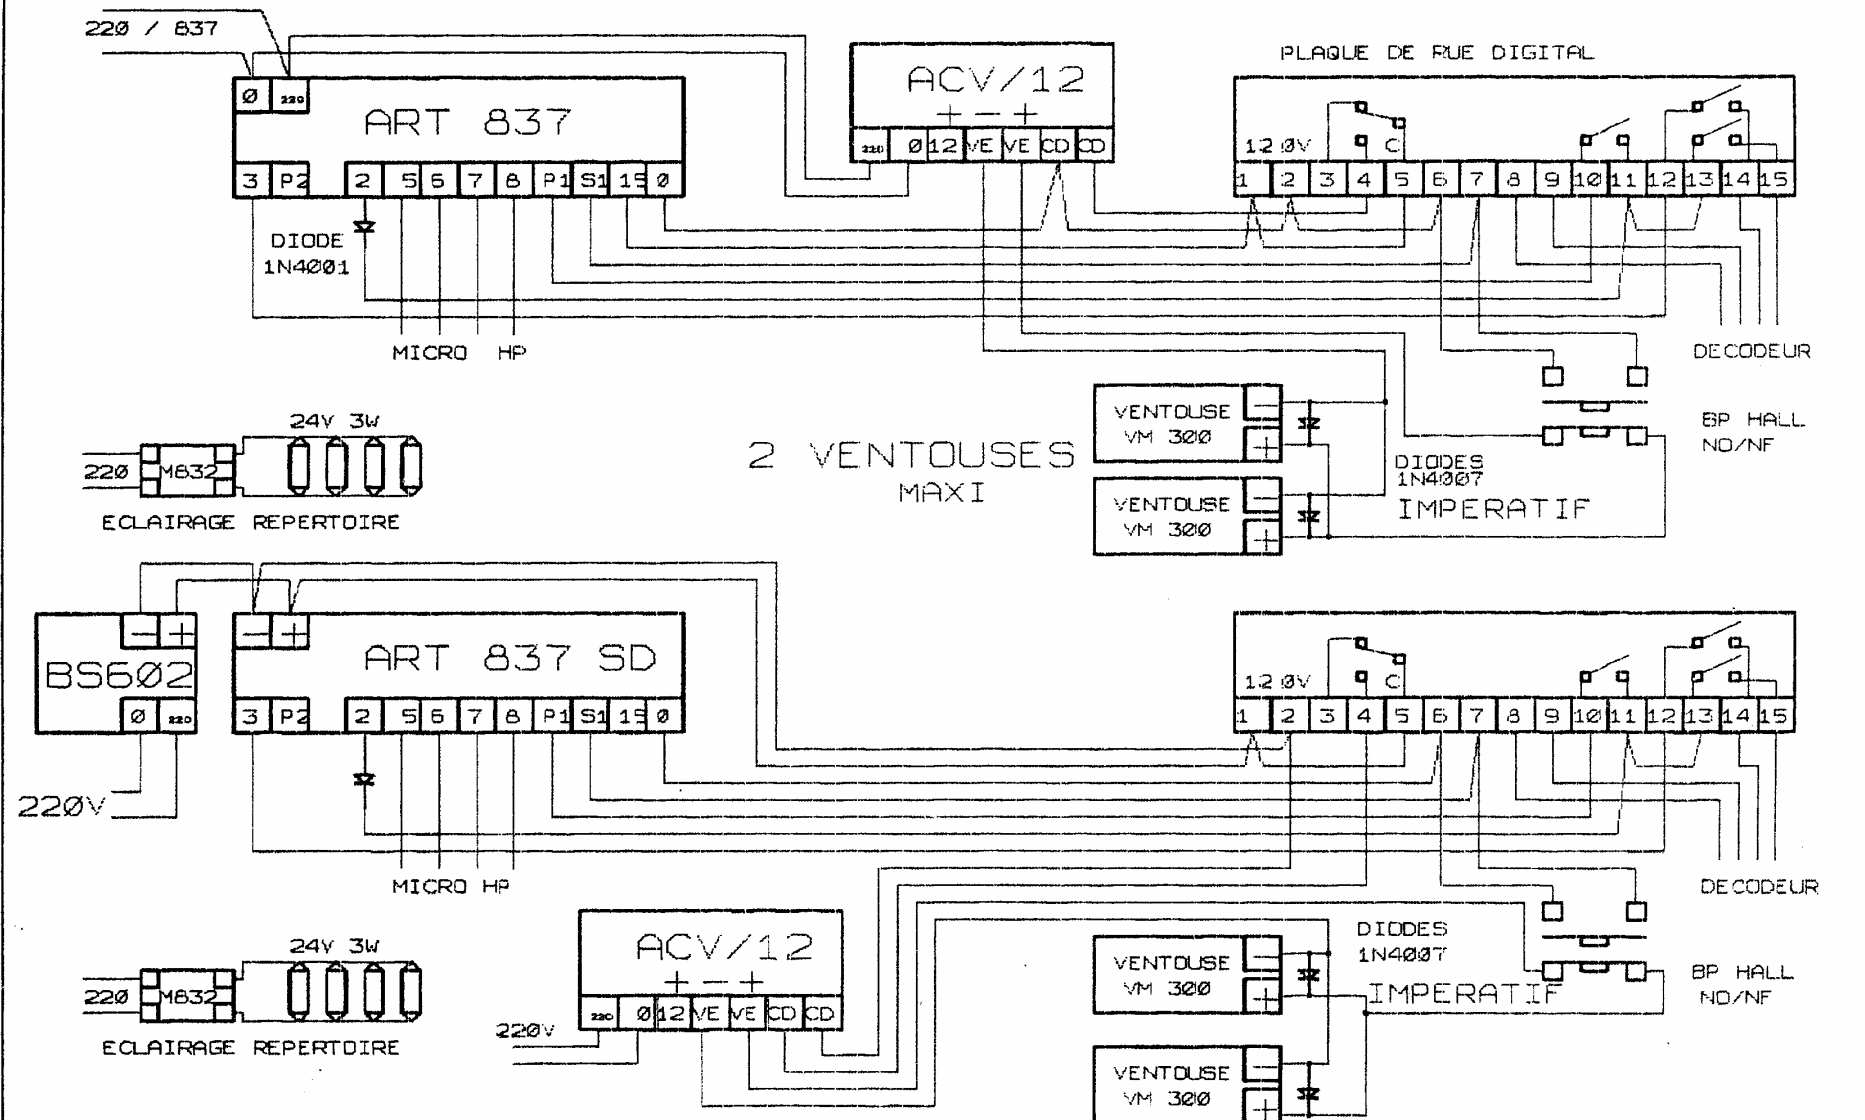 220 / 837
PLAQUE DE RUE DIGITAL
Ø 220
ART 837
ACV/12
+ - +
220 Ø 12 VE VE CD CD
12 0V C
3 P2 2 5 6 7 8 P1 S1 15 Ø
1 2 3 4 5 6 7 8 9 10 11 12 13 14 15
DIODE
1N4001
MICRO HP
DECODEUR
24V 3W
220 M832
ECLAIRAGE REPERTOIRE
2 VENTOUSES
MAXI
VENTOUSE -
VM 300 +
VENTOUSE -
VM 300 +
DIODES
1N4007
IMPERATIF
BP HALL
NO/NF
BS602
- +
Ø 220
220V
- +
ART 837 SD
3 P2 2 5 6 7 8 P1 S1 15 Ø
12 0V C
1 2 3 4 5 6 7 8 9 10 11 12 13 14 15
MICRO HP
DECODEUR
24V 3W
220 M832
ECLAIRAGE REPERTOIRE
ACV/12
+ - +
220 Ø 12 VE VE CD CD
220V
VENTOUSE -
VM 300 +
VENTOUSE -
VM 300 +
DIODES
1N4007
IMPERATIF
BP HALL
NO/NF